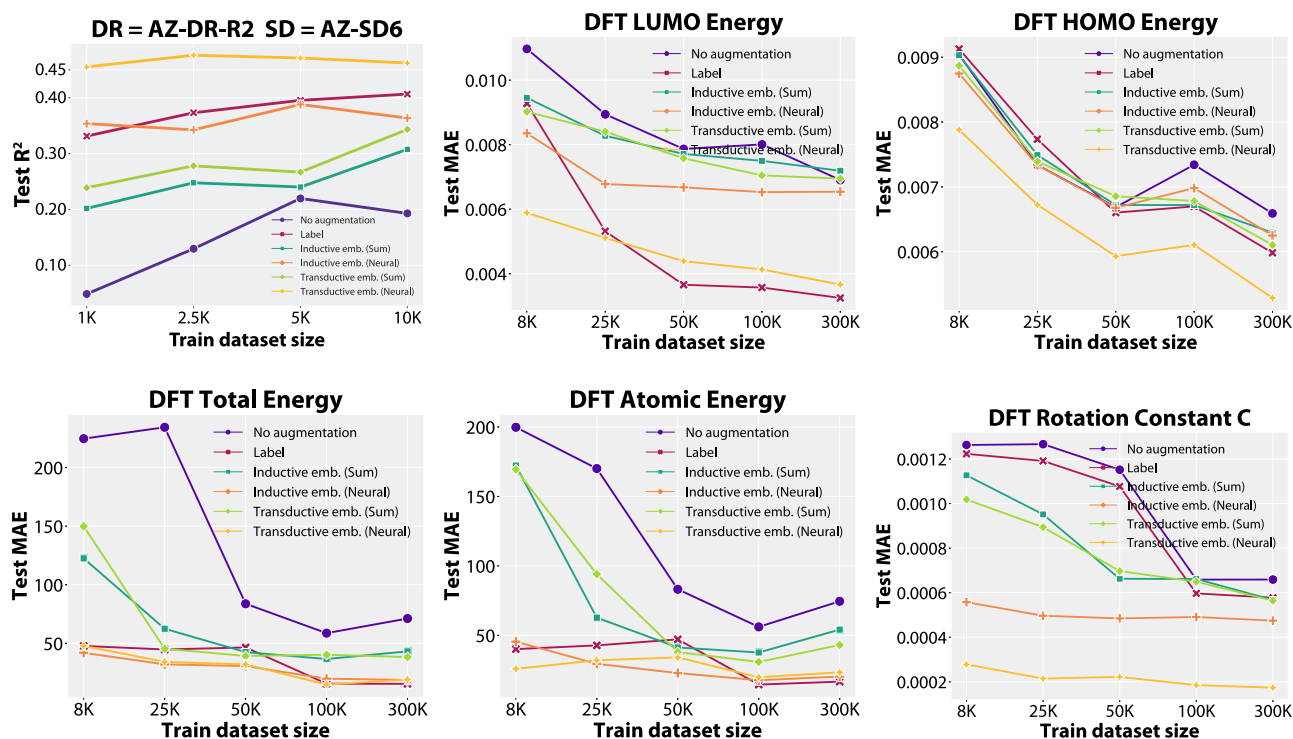 DR = AZ-DR-R2 SD = AZ-SD6
Test R²
0.45
0.40
0.30
0.20
0.10
No augmentation
Label
Inductive emb. (Sum)
Inductive emb. (Neural)
Transductive emb. (Sum)
Transductive emb. (Neural)
1K 2.5K 5K 10K
Train dataset size
DFT LUMO Energy
Test MAE
0.010
0.008
0.006
0.004
No augmentation
Label
Inductive emb. (Sum)
Inductive emb. (Neural)
Transductive emb. (Sum)
Transductive emb. (Neural)
8K 25K 50K 100K 300K
Train dataset size
DFT HOMO Energy
Test MAE
0.009
0.008
0.007
0.006
No augmentation
Label
Inductive emb. (Sum)
Inductive emb. (Neural)
Transductive emb. (Sum)
Transductive emb. (Neural)
8K 25K 50K 100K 300K
Train dataset size
DFT Total Energy
Test MAE
200
150
100
50
No augmentation
Label
Inductive emb. (Sum)
Inductive emb. (Neural)
Transductive emb. (Sum)
Transductive emb. (Neural)
8K 25K 50K 100K 300K
Train dataset size
DFT Atomic Energy
Test MAE
200
150
100
50
No augmentation
Label
Inductive emb. (Sum)
Inductive emb. (Neural)
Transductive emb. (Sum)
Transductive emb. (Neural)
8K 25K 50K 100K 300K
Train dataset size
DFT Rotation Constant C
Test MAE
0.0012
0.0010
0.0008
0.0006
0.0004
0.0002
No augmentation
Label
Inductive emb. (Sum)
Inductive emb. (Neural)
Transductive emb. (Sum)
Transductive emb. (Neural)
8K 25K 50K 100K 300K
Train dataset size